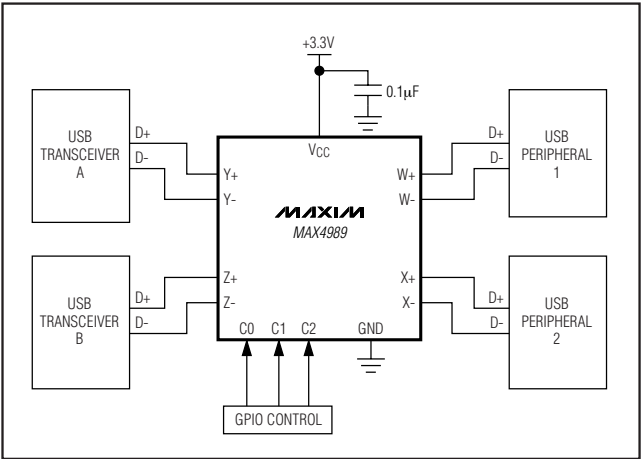 +3.3V
0.1µF
USB
TRANSCEIVER
A
D+
D-
USB
PERIPHERAL
1
D+
D-
VCC
Y+
Y-
W+
W-
MAXIM
MAX4989
USB
TRANSCEIVER
B
D+
D-
Z+
Z-
X+
X-
USB
PERIPHERAL
2
D+
D-
C0 C1 C2 GND
GPIO CONTROL